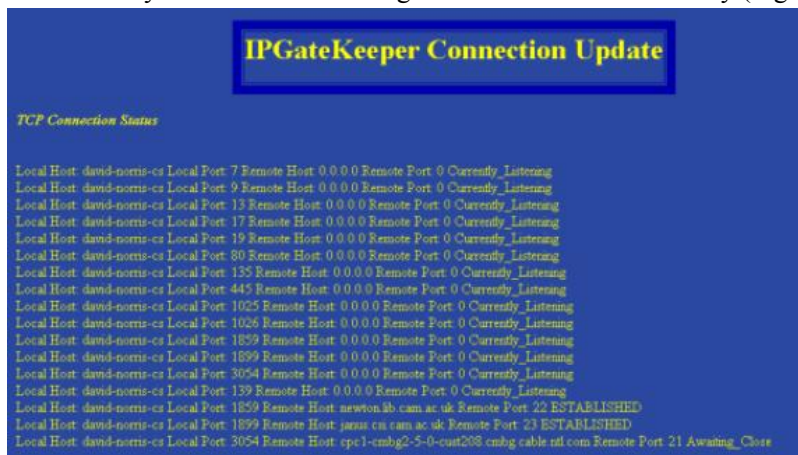 IPGateKeeper Connection Update
TCP Connection Status
Local Host: david-norris-cs Local Port: 7 Remote Host: 0.0.0.0 Remote Port: 0 Currently_Listening
Local Host: david-norris-cs Local Port: 9 Remote Host: 0.0.0.0 Remote Port: 0 Currently_Listening
Local Host: david-norris-cs Local Port: 13 Remote Host: 0.0.0.0 Remote Port: 0 Currently_Listening
Local Host: david-norris-cs Local Port: 17 Remote Host: 0.0.0.0 Remote Port: 0 Currently_Listening
Local Host: david-norris-cs Local Port: 19 Remote Host: 0.0.0.0 Remote Port: 0 Currently_Listening
Local Host: david-norris-cs Local Port: 80 Remote Host: 0.0.0.0 Remote Port: 0 Currently_Listening
Local Host: david-norris-cs Local Port: 135 Remote Host: 0.0.0.0 Remote Port: 0 Currently_Listening
Local Host: david-norris-cs Local Port: 445 Remote Host: 0.0.0.0 Remote Port: 0 Currently_Listening
Local Host: david-norris-cs Local Port: 1025 Remote Host: 0.0.0.0 Remote Port: 0 Currently_Listening
Local Host: david-norris-cs Local Port: 1026 Remote Host: 0.0.0.0 Remote Port: 0 Currently_Listening
Local Host: david-norris-cs Local Port: 1859 Remote Host: 0.0.0.0 Remote Port: 0 Currently_Listening
Local Host: david-norris-cs Local Port: 1899 Remote Host: 0.0.0.0 Remote Port: 0 Currently_Listening
Local Host: david-norris-cs Local Port: 3054 Remote Host: 0.0.0.0 Remote Port: 0 Currently_Listening
Local Host: david-norris-cs Local Port: 139 Remote Host: 0.0.0.0 Remote Port: 0 Currently_Listening
Local Host: david-norris-cs Local Port: 1859 Remote Host: newton.lib.cam.ac.uk Remote Port: 22 ESTABLISHED
Local Host: david-norris-cs Local Port: 1899 Remote Host: janus.csi.cam.ac.uk Remote Port: 23 ESTABLISHED
Local Host: david-norris-cs Local Port: 3054 Remote Host: cpc1-cmbg2-5-0-cust208.cmbg.cable.ntl.com Remote Port: 21 Awaiting_Close